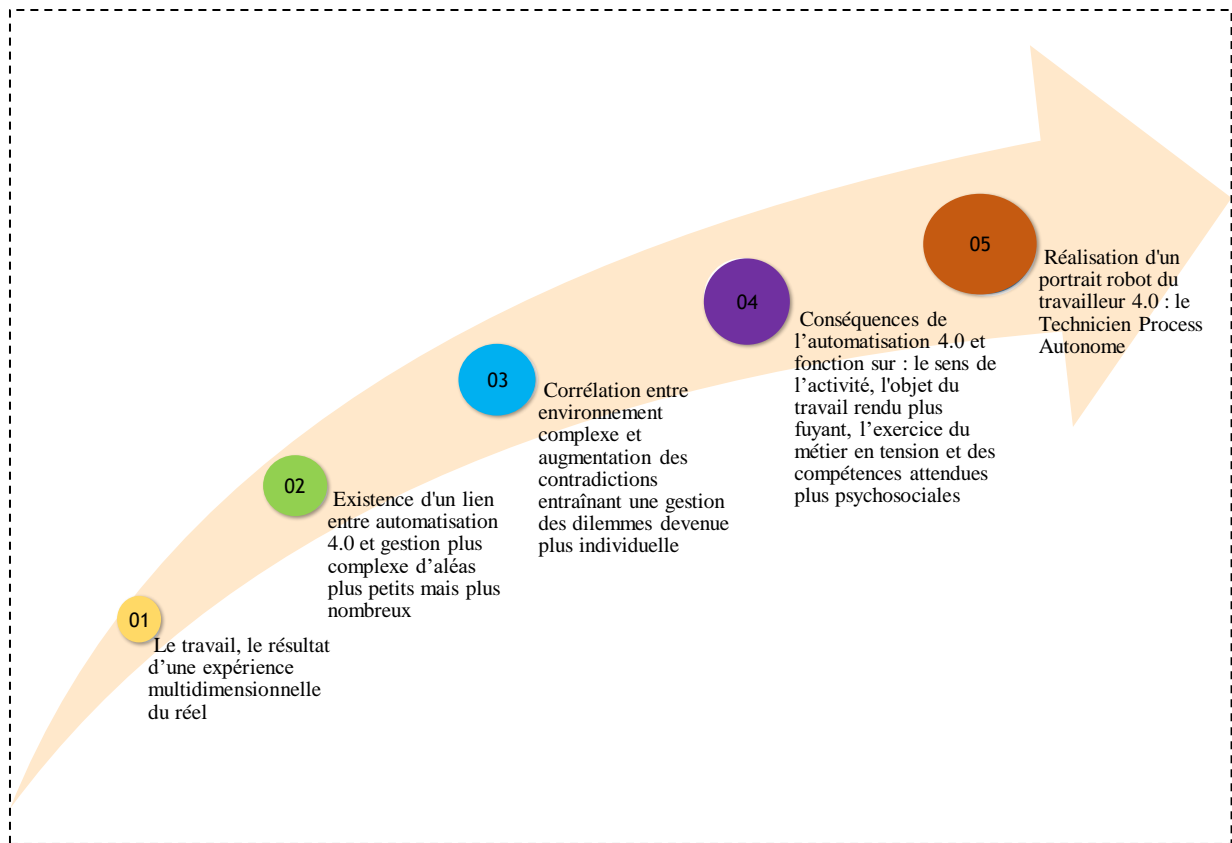 01
Le travail, le résultat
d’une expérience
multidimensionnelle
du réel
02
Existence d'un lien
entre automatisation
4.0 et gestion plus
complexe d’aléas
plus petits mais plus
nombreux
03
Corrélation entre
environnement
complexe et
augmentation des
contradictions
entraînant une gestion
des dilemmes devenue
plus individuelle
04
Conséquences de
l’automatisation 4.0 et
fonction sur : le sens de
l’activité, l'objet du
travail rendu plus
fuyant, l’exercice du
métier en tension et des
compétences attendues
plus psychosociales
05
Réalisation d'un
portrait robot du
travailleur 4.0 : le
Technicien Process
Autonome